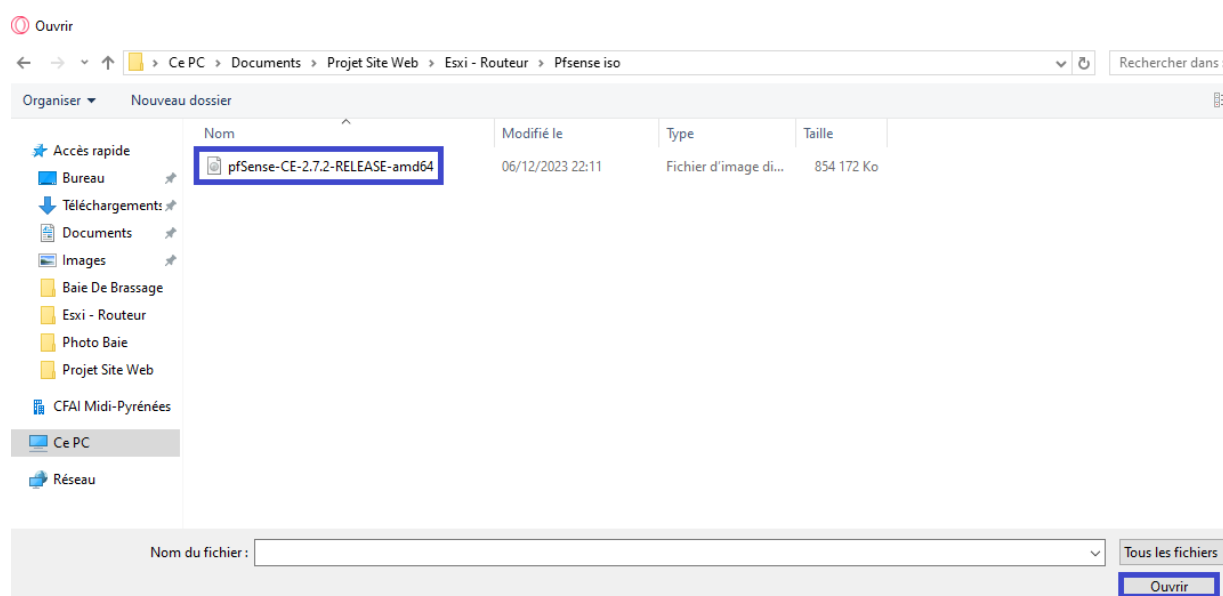 Ouvrir
Ce PC > Documents > Projet Site Web > Esxi - Routeur > Pfsense iso
Rechercher dans
Organiser
Nouveau dossier
Nom
Modifié le
Type
Taille
pfSense-CE-2.7.2-RELEASE-amd64
06/12/2023 22:11
Fichier d'image di...
854 172 Ko
Accès rapide
Bureau
Téléchargements
Documents
Images
Baie De Brassage
Esxi - Routeur
Photo Baie
Projet Site Web
CFAI Midi-Pyrénées
Ce PC
Réseau
Nom du fichier :
Tous les fichiers
Ouvrir